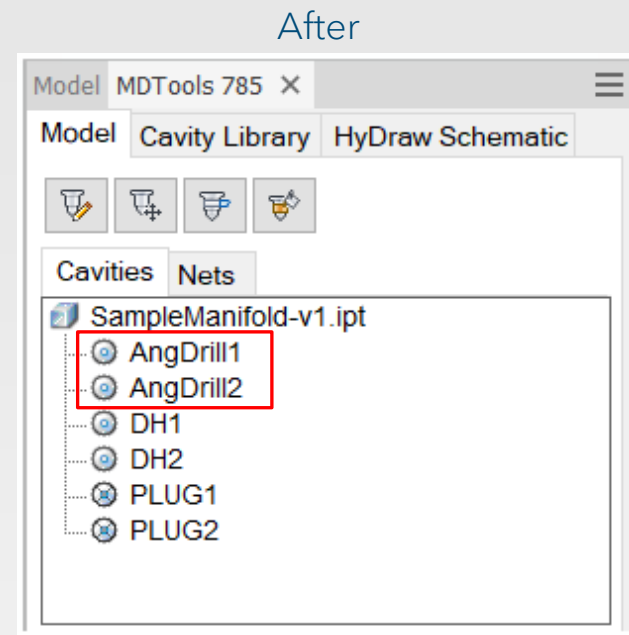 After
Model MDTools 785
Model Cavity Library HyDraw Schematic
Cavities Nets
SampleManifold-v1.ipt
AngDrill1
AngDrill2
DH1
DH2
PLUG1
PLUG2